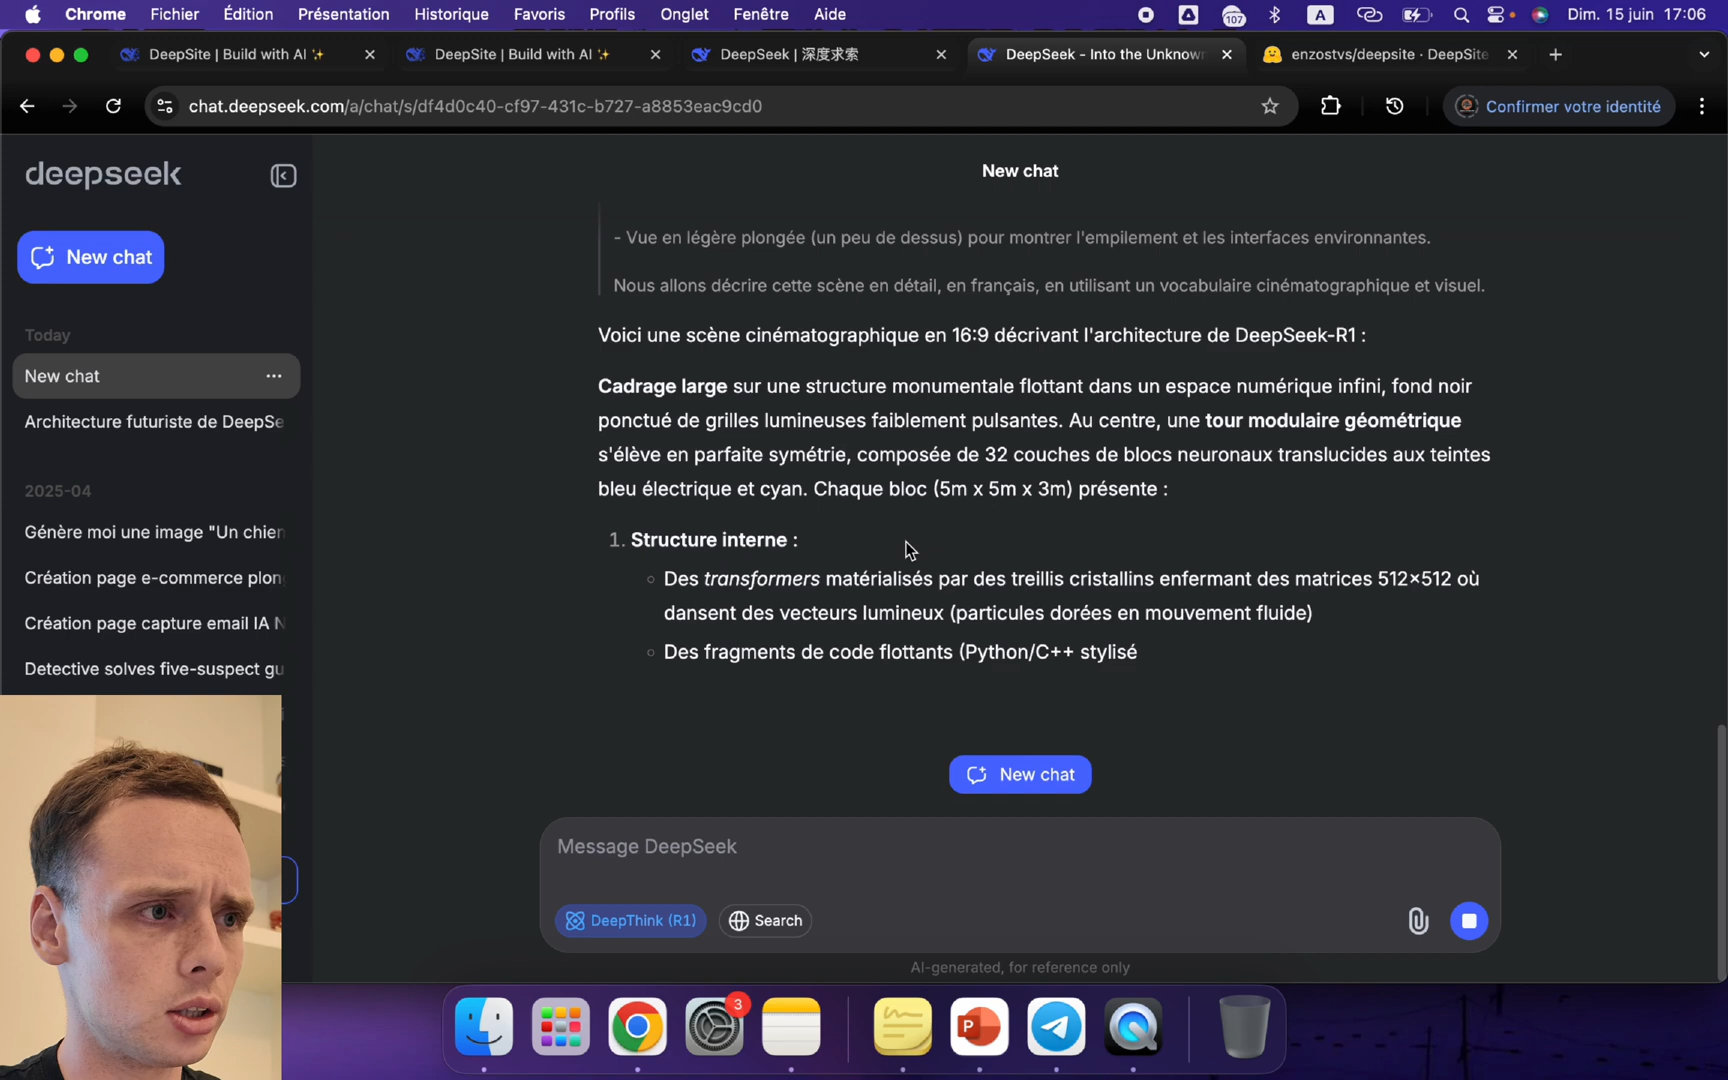 Chrome Fichier Édition Présentation Historique Favoris Profils Onglet Fenêtre Aide 107 A Dim. 15 juin 17:06
DeepSite | Build with AI ✨ DeepSite | Build with AI ✨ DeepSeek | 深度求索 DeepSeek - Into the Unknown enzostvs/deepsite · DeepSite
chat.deepseek.com/a/chat/s/df4d0c40-cf97-431c-b727-a8853eac9cd0 Confirmer votre identité
deepseek
New chat
Today
New chat
Architecture futuriste de DeepSe
2025-04
Génère moi une image "Un chien
Création page e-commerce plon
Création page capture email IA N
Detective solves five-suspect gu
New chat
- Vue en légère plongée (un peu de dessus) pour montrer l'empilement et les interfaces environnantes.
Nous allons décrire cette scène en détail, en français, en utilisant un vocabulaire cinématographique et visuel.
Voici une scène cinématographique en 16:9 décrivant l'architecture de DeepSeek-R1 :
Cadrage large sur une structure monumentale flottant dans un espace numérique infini, fond noir
ponctué de grilles lumineuses faiblement pulsantes. Au centre, une tour modulaire géométrique
s'élève en parfaite symétrie, composée de 32 couches de blocs neuronaux translucides aux teintes
bleu électrique et cyan. Chaque bloc (5m x 5m x 3m) présente :
1. Structure interne :
Des transformers matérialisés par des treillis cristallins enfermant des matrices 512×512 où
dansent des vecteurs lumineux (particules dorées en mouvement fluide)
Des fragments de code flottants (Python/C++ stylisé
New chat
Message DeepSeek
DeepThink (R1) Search
AI-generated, for reference only
3
P